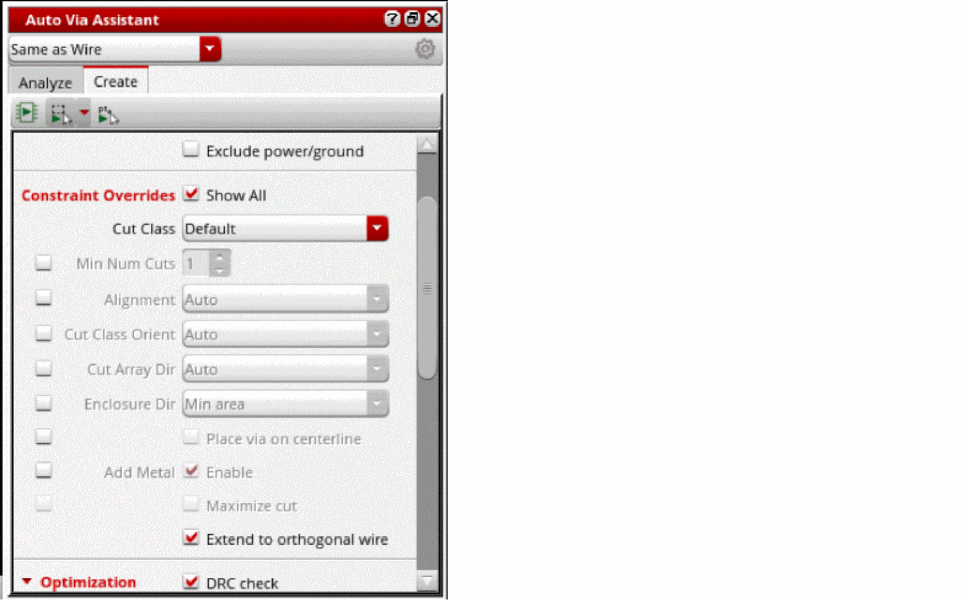 Auto Via Assistant
Same as Wire
Analyze Create
Exclude power/ground
Constraint Overrides Show All
Cut Class Default
Min Num Cuts 1
Alignment Auto
Cut Class Orient Auto
Cut Array Dir Auto
Enclosure Dir Min area
Place via on centerline
Add Metal Enable
Maximize cut
Extend to orthogonal wire
Optimization DRC check